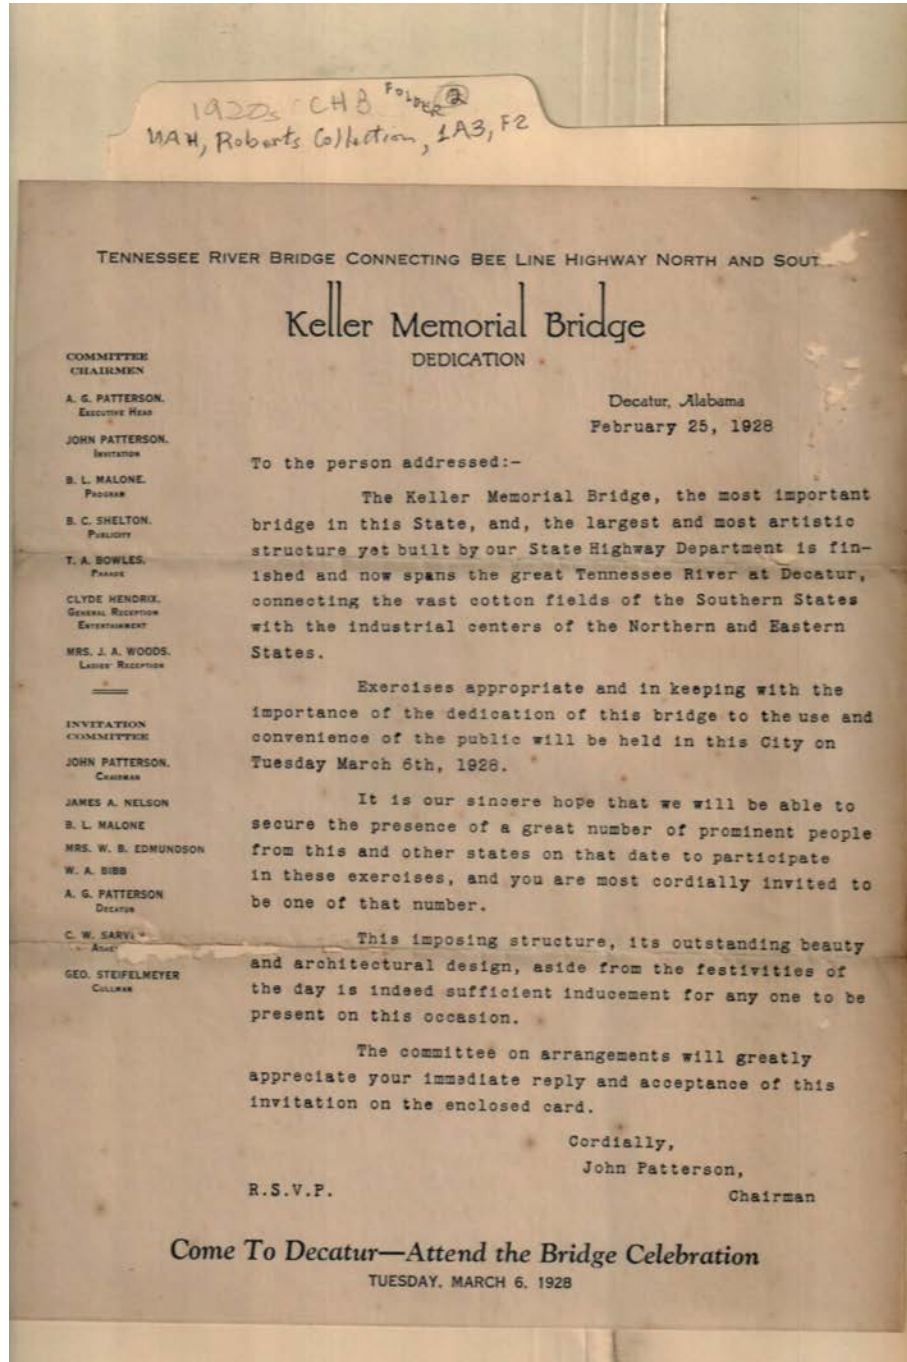 1920s CHB FOLDER 2
UAH, Roberts Collection, 1A3, F2
TENNESSEE RIVER BRIDGE CONNECTING BEE LINE HIGHWAY NORTH AND SOUT
Keller Memorial Bridge
DEDICATION
Decatur, Alabama
February 25, 1928
COMMITTEE
CHAIRMEN
A. G. PATTERSON.
EXECUTIVE HEAD
JOHN PATTERSON.
INVITATION
B. L. MALONE.
PROGRAM
B. C. SHELTON.
PUBLICITY
T. A. BOWLES.
PARADE
CLYDE HENDRIX.
GENERAL RECEPTION
ENTERTAINMENT
MRS. J. A. WOODS.
LADIES' RECEPTION
INVITATION
COMMITTEE
JOHN PATTERSON.
CHAIRMAN
JAMES A. NELSON
B. L. MALONE
MRS. W. B. EDMUNDSON
W. A. BIBB
A. G. PATTERSON
DECATUR
C. W. SARV
GEO. STEIFELMEYER
CULLMAN
To the person addressed:-
The Keller Memorial Bridge, the most important
bridge in this State, and, the largest and most artistic
structure yet built by our State Highway Department is fin-
ished and now spans the great Tennessee River at Decatur,
connecting the vast cotton fields of the Southern States
with the industrial centers of the Northern and Eastern
States.
Exercises appropriate and in keeping with the
importance of the dedication of this bridge to the use and
convenience of the public will be held in this City on
Tuesday March 6th, 1928.
It is our sincere hope that we will be able to
secure the presence of a great number of prominent people
from this and other states on that date to participate
in these exercises, and you are most cordially invited to
be one of that number.
This imposing structure, its outstanding beauty
and architectural design, aside from the festivities of
the day is indeed sufficient inducement for any one to be
present on this occasion.
The committee on arrangements will greatly
appreciate your immediate reply and acceptance of this
invitation on the enclosed card.
Cordially,
John Patterson,
R.S.V.P. Chairman
Come To Decatur—Attend the Bridge Celebration
TUESDAY, MARCH 6, 1928